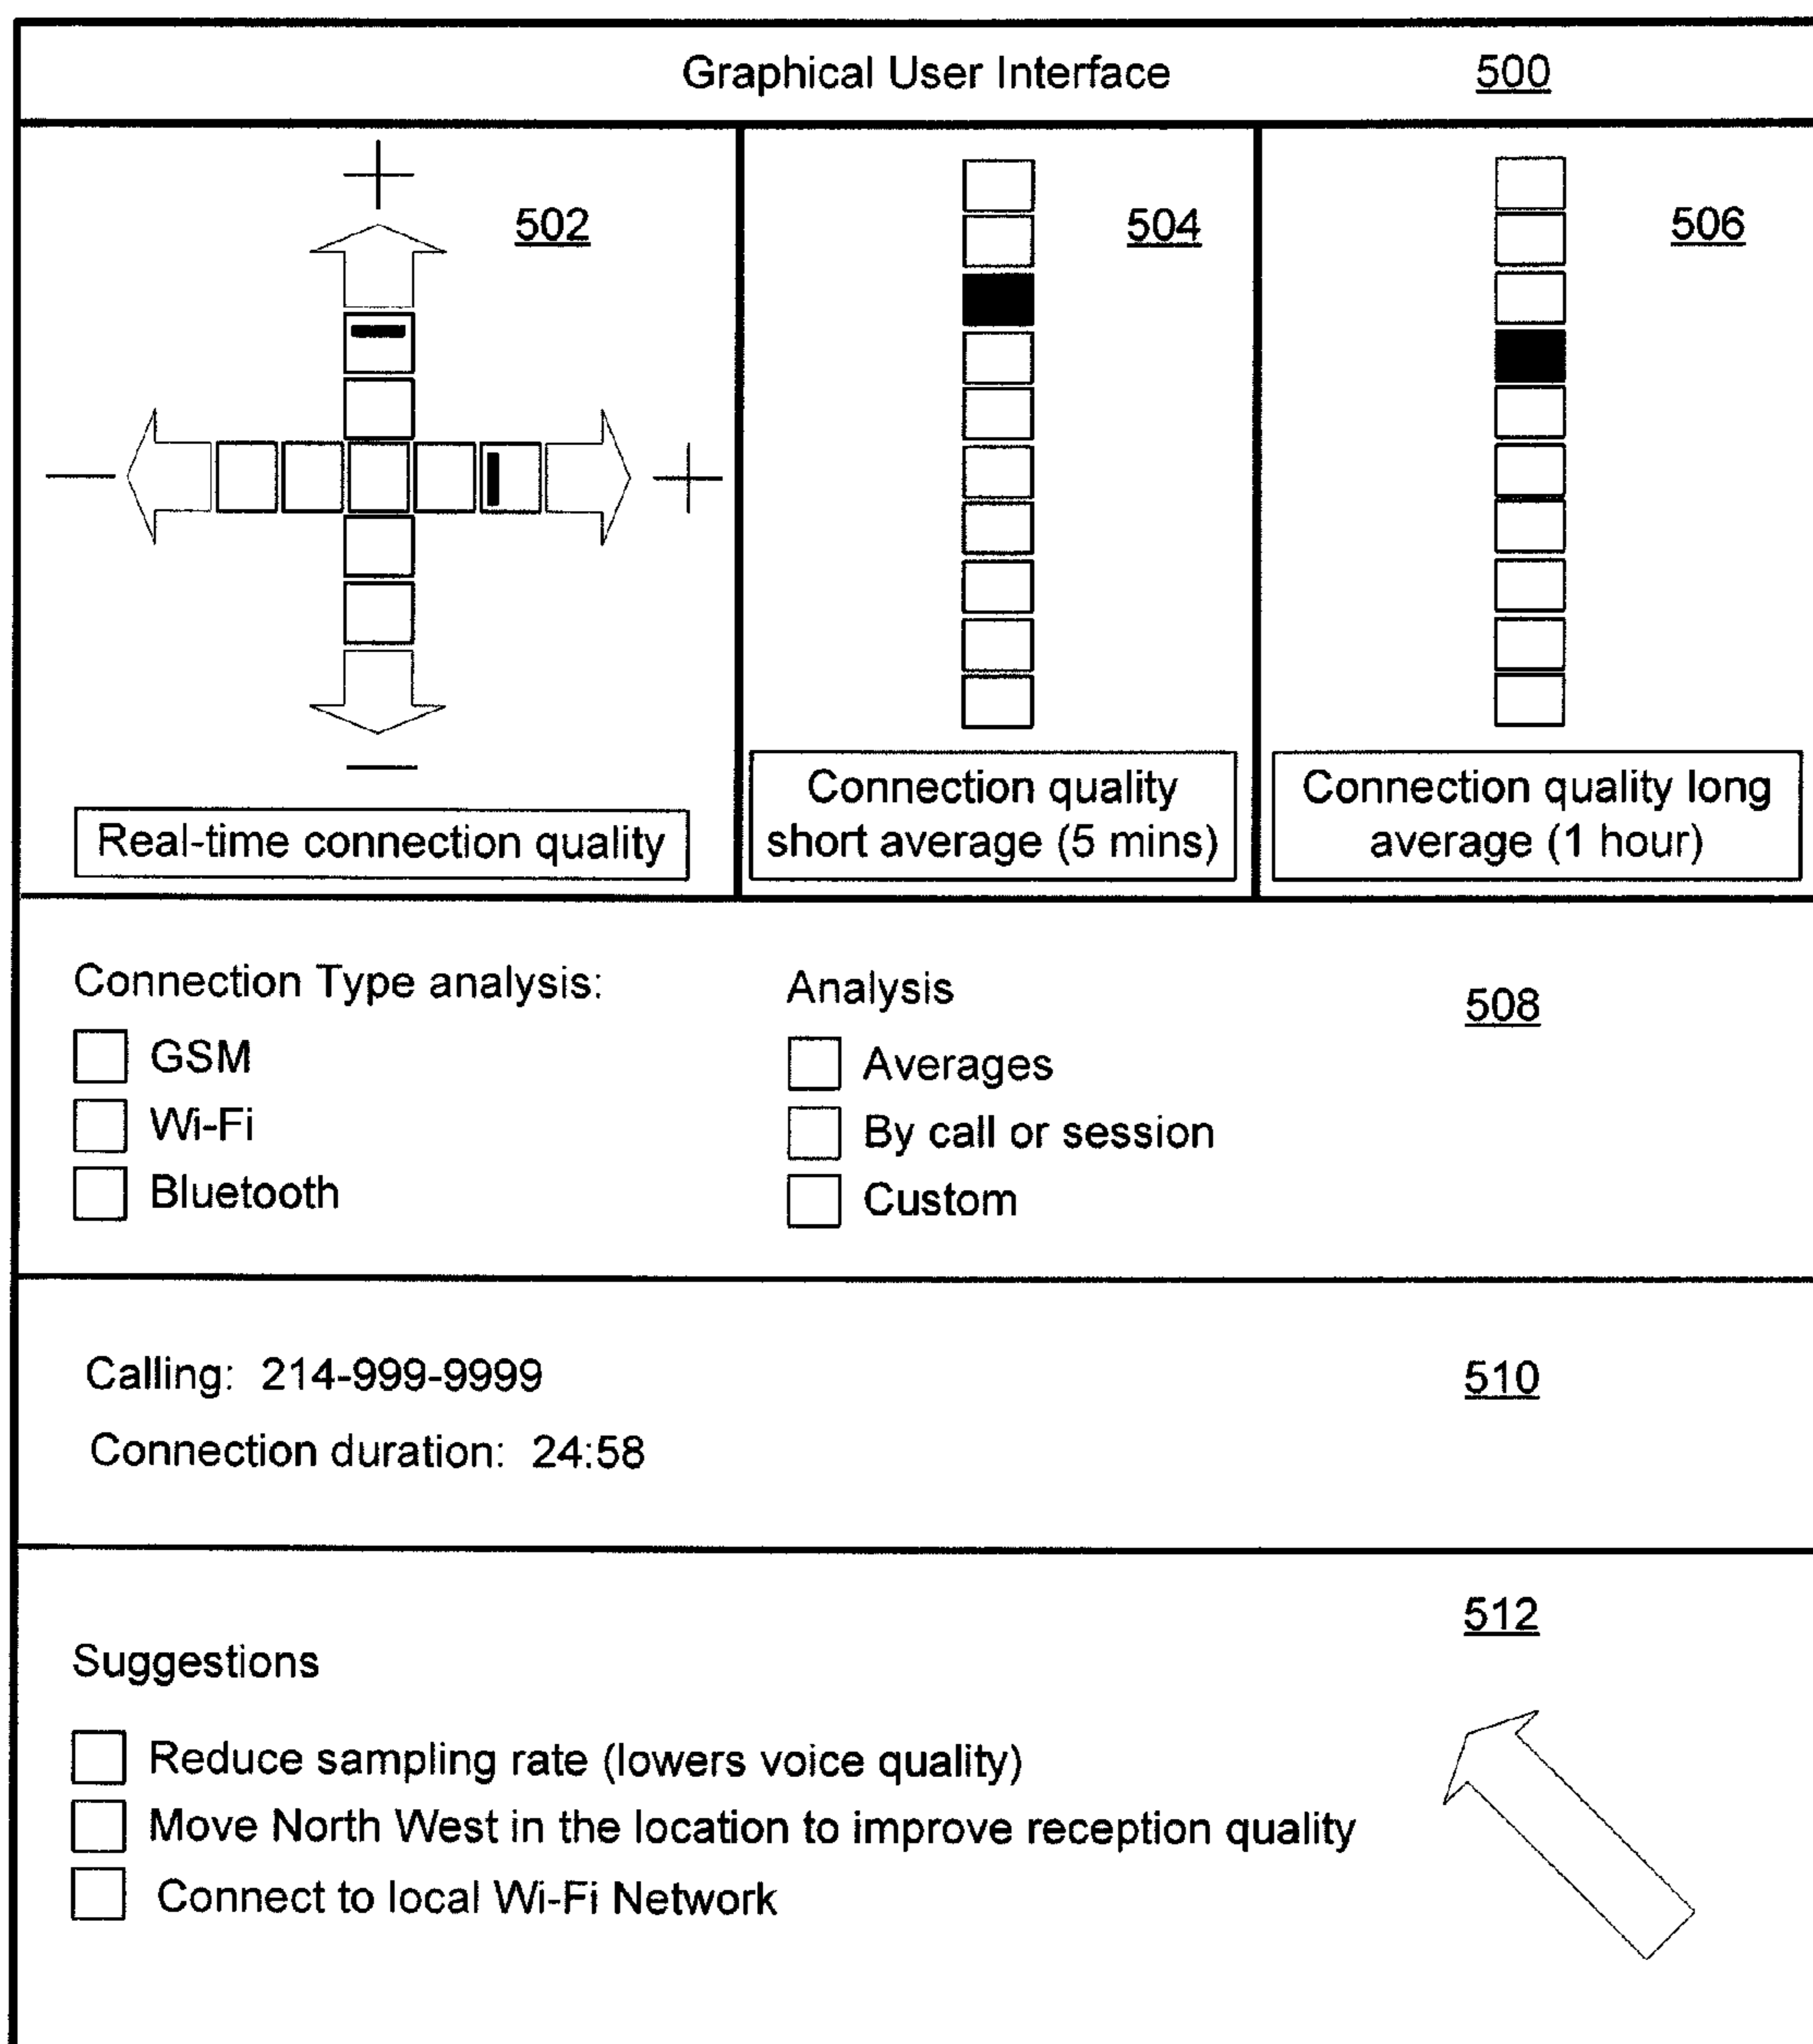 Graphical User Interface 500
502
504
506
Real-time connection quality
Connection quality
short average (5 mins)
Connection quality long
average (1 hour)
Connection Type analysis:
GSM
Wi-Fi
Bluetooth
Analysis
Averages
By call or session
Custom
508
Calling: 214-999-9999
Connection duration: 24:58
510
512
Suggestions
Reduce sampling rate (lowers voice quality)
Move North West in the location to improve reception quality
Connect to local Wi-Fi Network